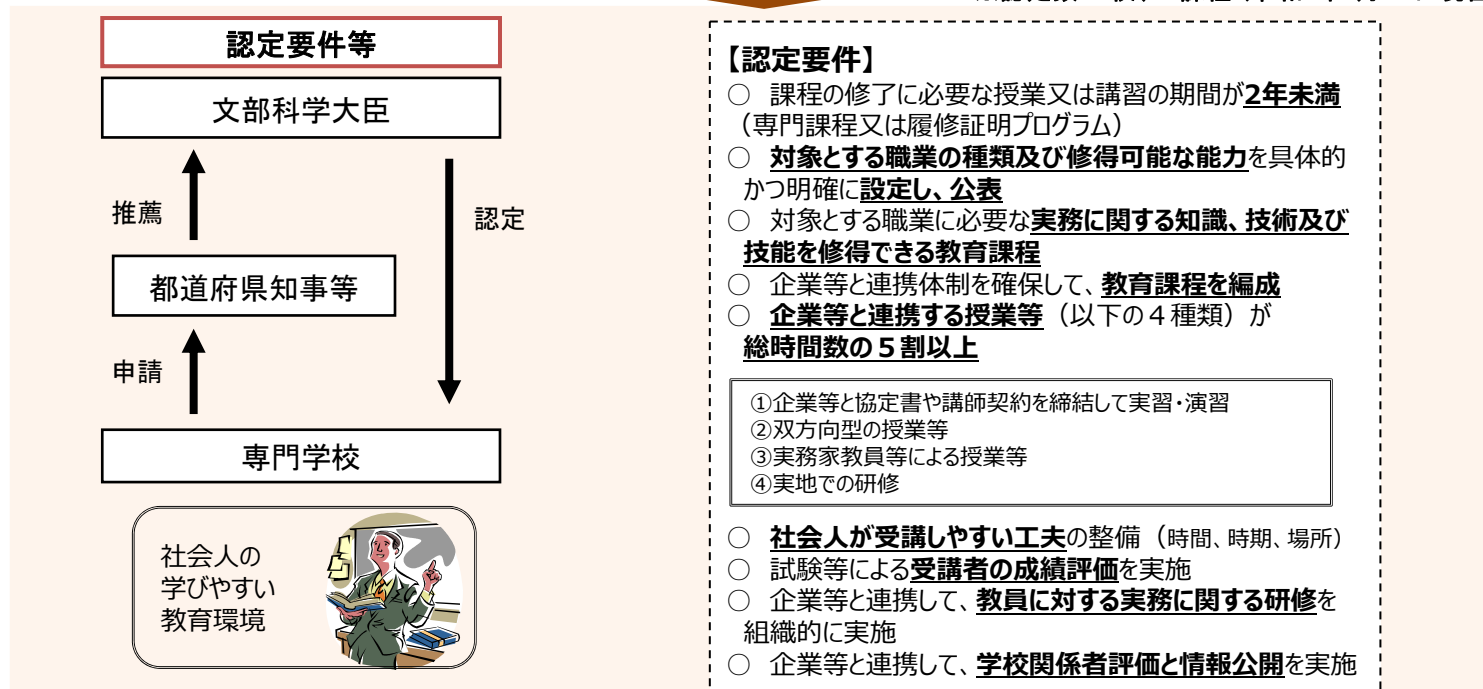 認定要件等
文部科学大臣
推薦
認定
都道府県知事等
申請
専門学校
社会人の
学びやすい
教育環境
【認定要件】
○ 課程の修了に必要な授業又は講習の期間が2年未満
（専門課程又は履修証明プログラム）
○ 対象とする職業の種類及び修得可能な能力を具体的
かつ明確に設定し、公表
○ 対象とする職業に必要な実務に関する知識、技術及び
技能を修得できる教育課程
○ 企業等と連携体制を確保して、教育課程を編成
○ 企業等と連携する授業等（以下の４種類）が
総時間数の５割以上
①企業等と協定書や講師契約を締結して実習・演習
②双方向型の授業等
③実務家教員等による授業等
④実地での研修
○ 社会人が受講しやすい工夫の整備（時間、時期、場所）
○ 試験等による受講者の成績評価を実施
○ 企業等と連携して、教員に対する実務に関する研修を
組織的に実施
○ 企業等と連携して、学校関係者評価と情報公開を実施